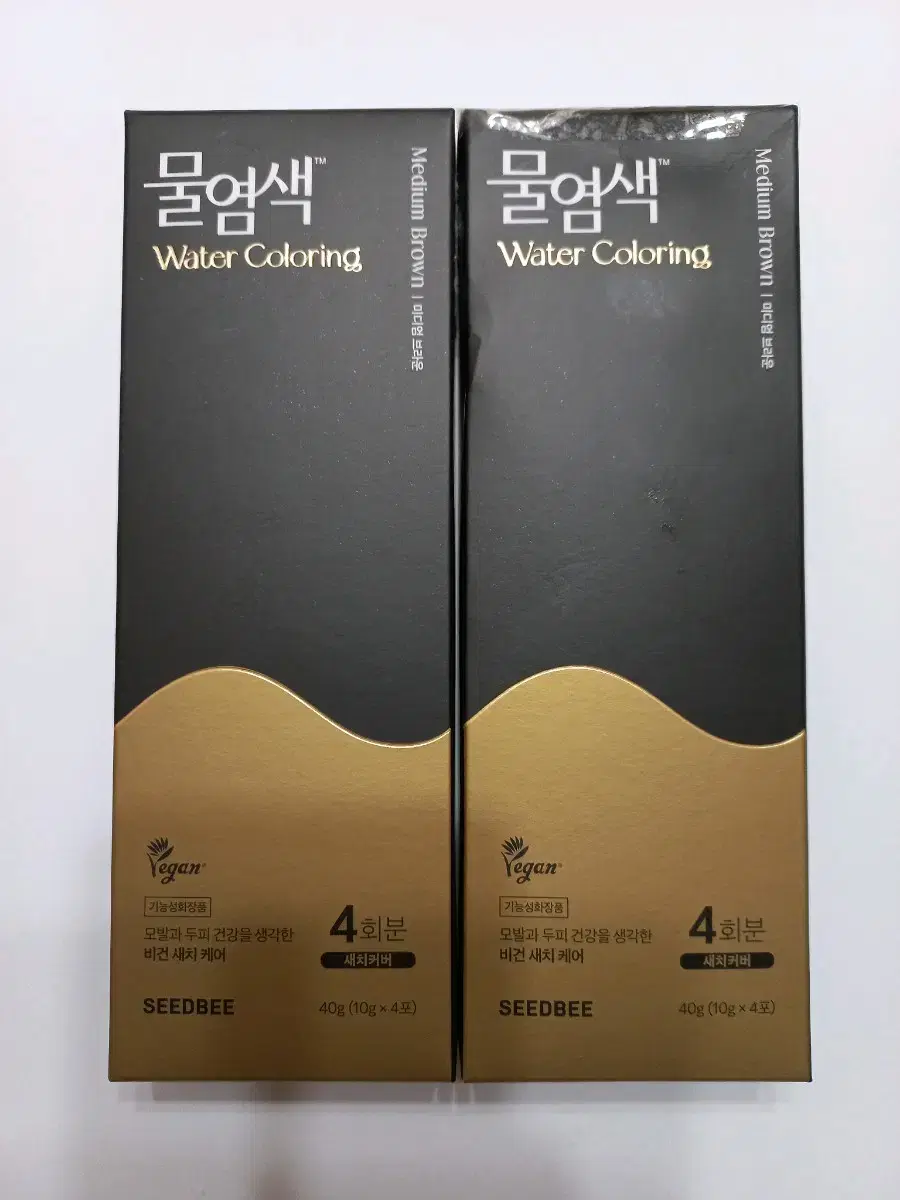 물염색™
Water Coloring
Medium Brown | 미디엄 브라운
Vegan
기능성화장품
모발과 두피 건강을 생각한
비건 새치 케어
4회분
새치커버
SEEDBEE
40g (10g × 4포)
물염색™
Water Coloring
Medium Brown | 미디엄 브라운
Vegan
기능성화장품
모발과 두피 건강을 생각한
비건 새치 케어
4회분
새치커버
SEEDBEE
40g (10g × 4포)